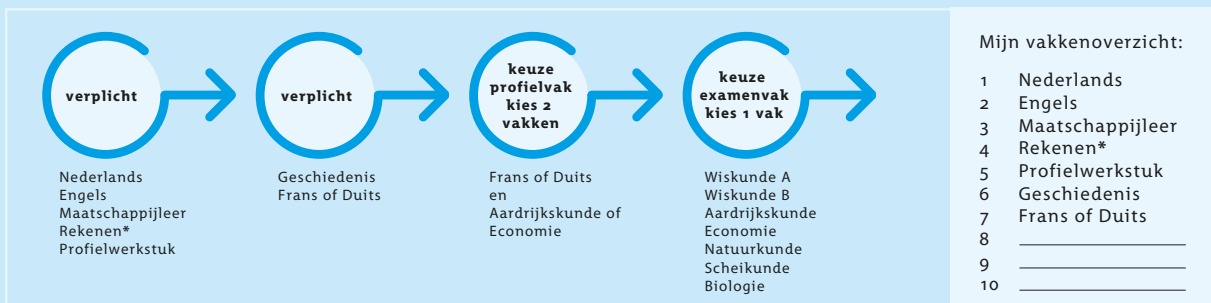 verplicht
Nederlands
Engels
Maatschappijleer
Rekenen*
Profielwerkstuk
verplicht
Geschiedenis
Frans of Duits
keuze
profielvak
kies 2
vakken
Frans of Duits
en
Aardrijkskunde of
Economie
keuze
examenvak
kies 1 vak
Wiskunde A
Wiskunde B
Aardrijkskunde
Economie
Natuurkunde
Scheikunde
Biologie
Mijn vakkenoverzicht:
1 Nederlands
2 Engels
3 Maatschappijleer
4 Rekenen*
5 Profielwerkstuk
6 Geschiedenis
7 Frans of Duits
8
9
10